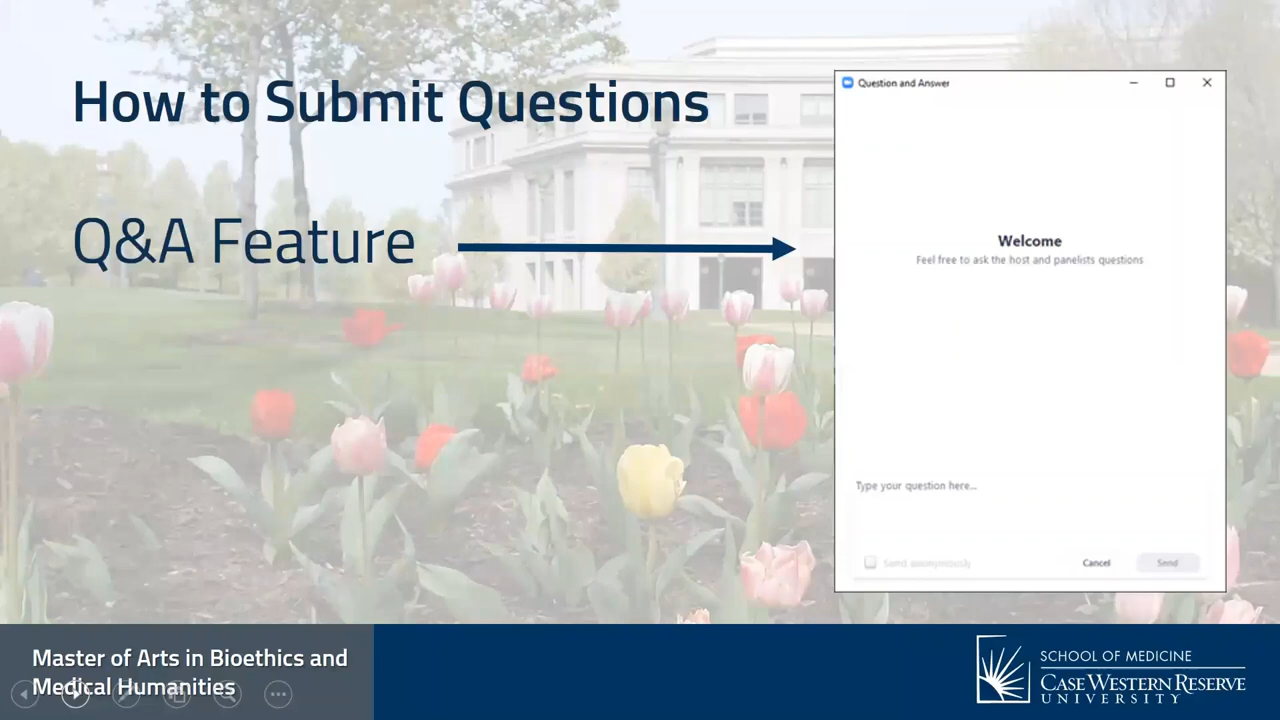 How to Submit Questions
Q&A Feature
Question and Answer
Welcome
Feel free to ask the host and panelists questions
Type your question here...
Send anonymously
Cancel
Send
Master of Arts in Bioethics and
Medical Humanities
SCHOOL OF MEDICINE
CASE WESTERN RESERVE
UNIVERSITY